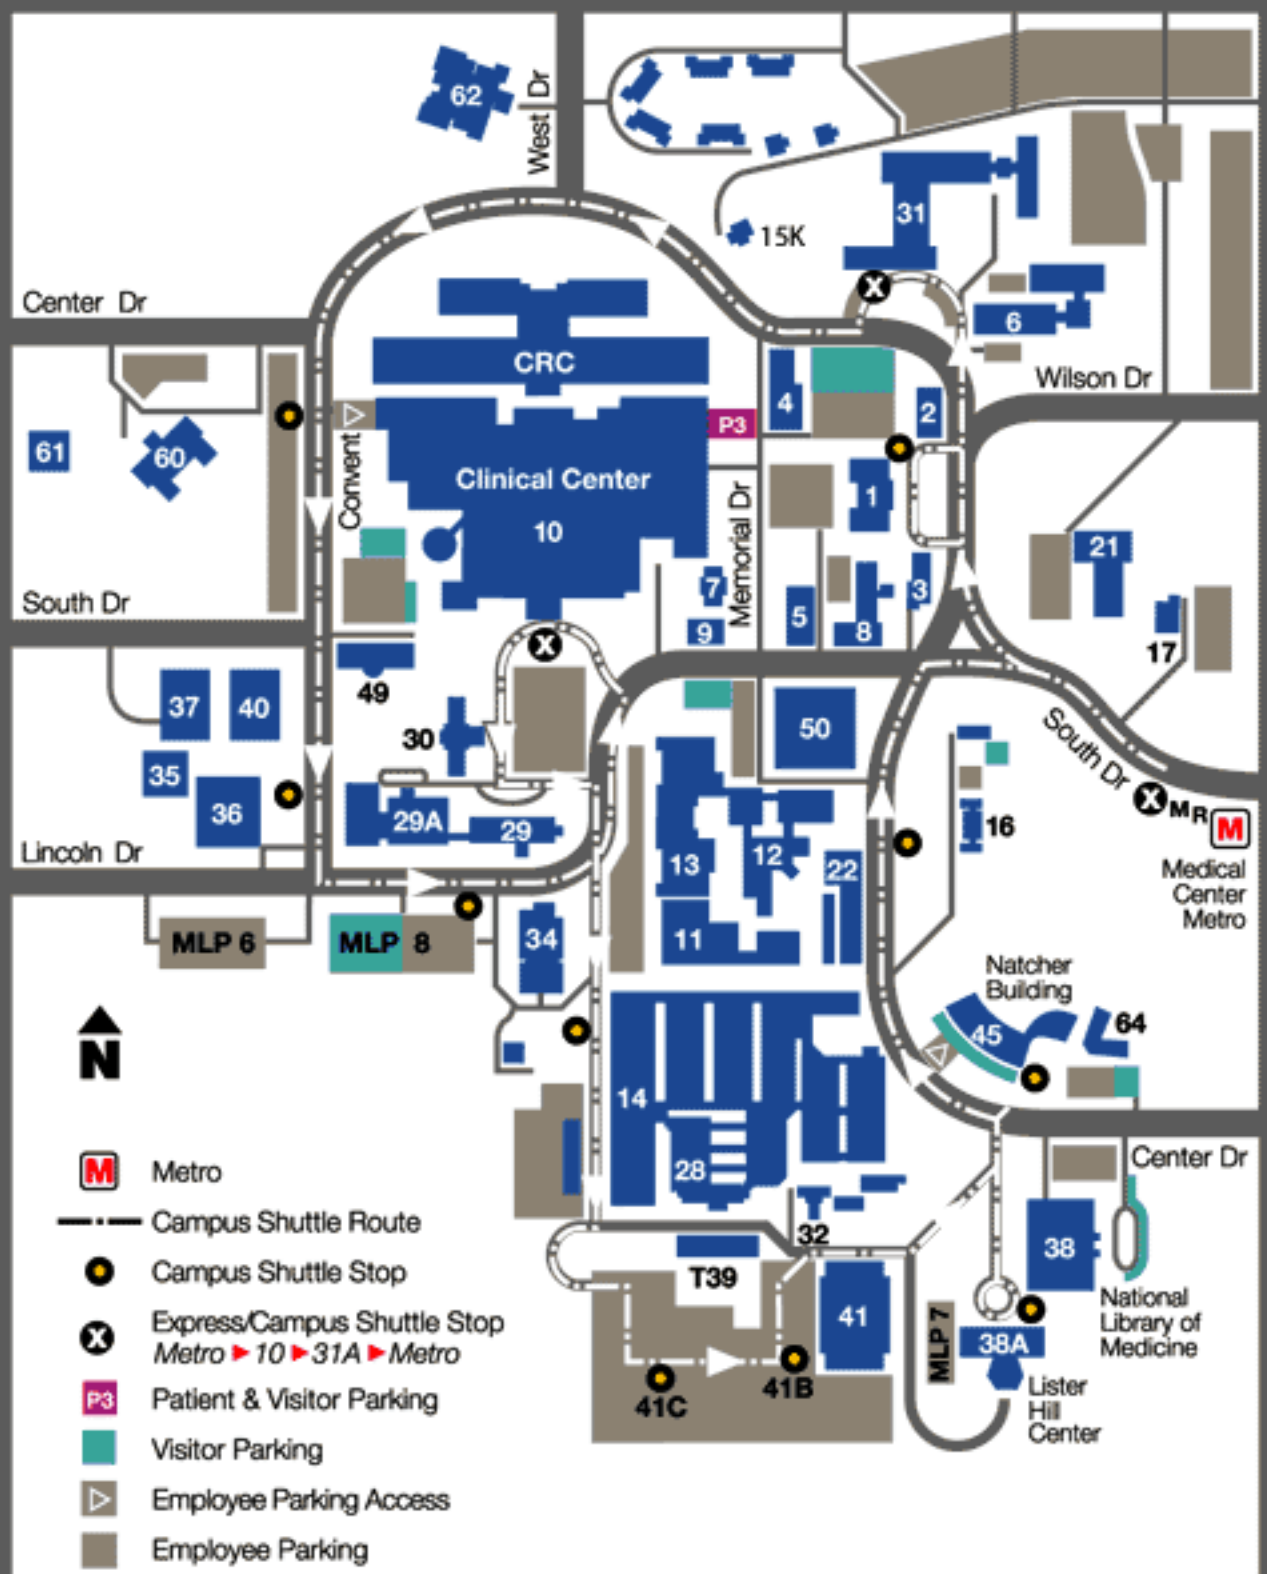 62
West Dr
15K
31
Center Dr
6
CRC
Wilson Dr
4
2
P3
61
60
Convent
Clinical Center
10
1
Memorial Dr
21
7
3
South Dr
5
9
8
17
49
37
40
30
50
South Dr
35
36
29A
29
13
12
22
16
M R
M
Medical
Center
Metro
Lincoln Dr
MLP 6
MLP 8
34
11
Natcher
Building
45
64
N
14
28
Center Dr
M
Metro
Campus Shuttle Route
32
38
T39
Campus Shuttle Stop
National
Library of
Medicine
X
Express/Campus Shuttle Stop
Metro ▶ 10 ▶ 31A ▶ Metro
41
MLP 7
38A
41C
41B
Lister
Hill
Center
P3
Patient & Visitor Parking
Visitor Parking
Employee Parking Access
Employee Parking
X
X
X